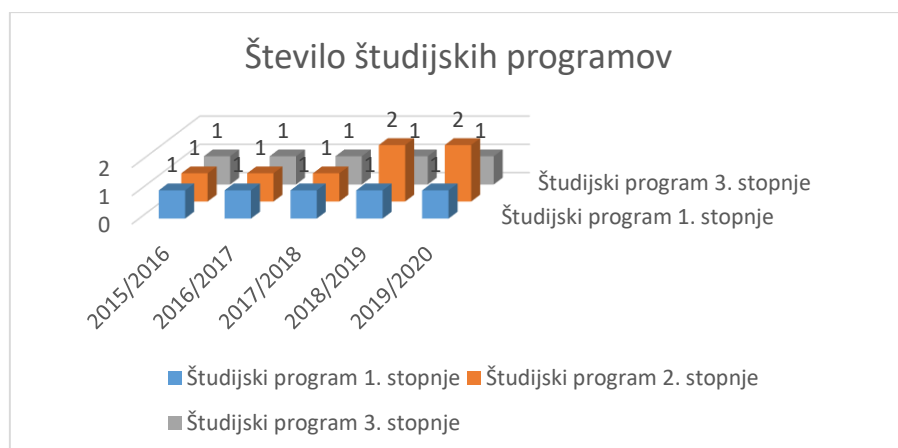 Število študijskih programov
2 2
1 1 1 1 1
1 1 1
1 1 1 1 1
2
1
0
Študijski program 3. stopnje
Študijski program 1. stopnje
2015/2016
2016/2017
2017/2018
2018/2019
2019/2020
Študijski program 1. stopnje Študijski program 2. stopnje
Študijski program 3. stopnje